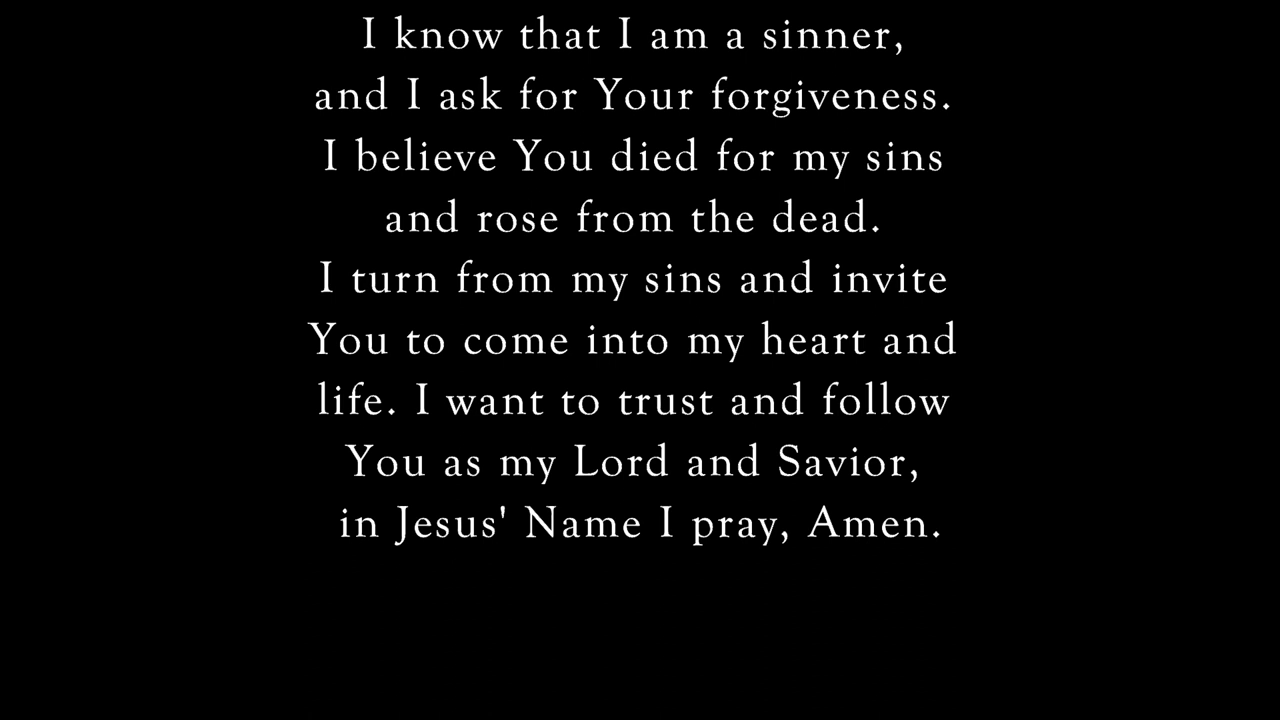 I know that I am a sinner,
and I ask for Your forgiveness.
I believe You died for my sins
and rose from the dead.
I turn from my sins and invite
You to come into my heart and
life. I want to trust and follow
You as my Lord and Savior,
in Jesus' Name I pray, Amen.